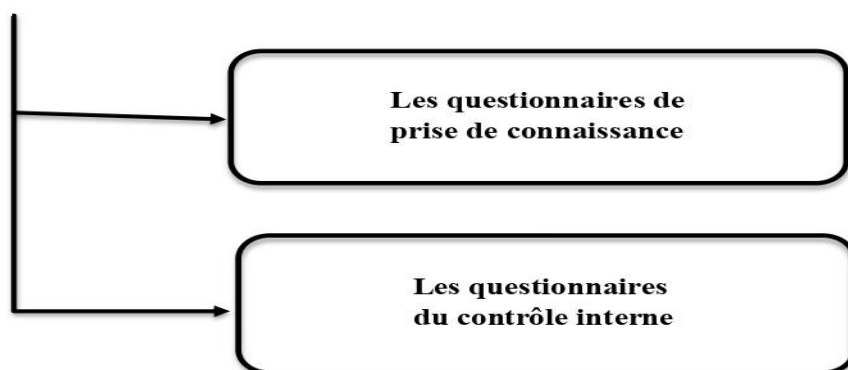 Les questionnaires de
prise de connaissance
Les questionnaires
du contrôle interne